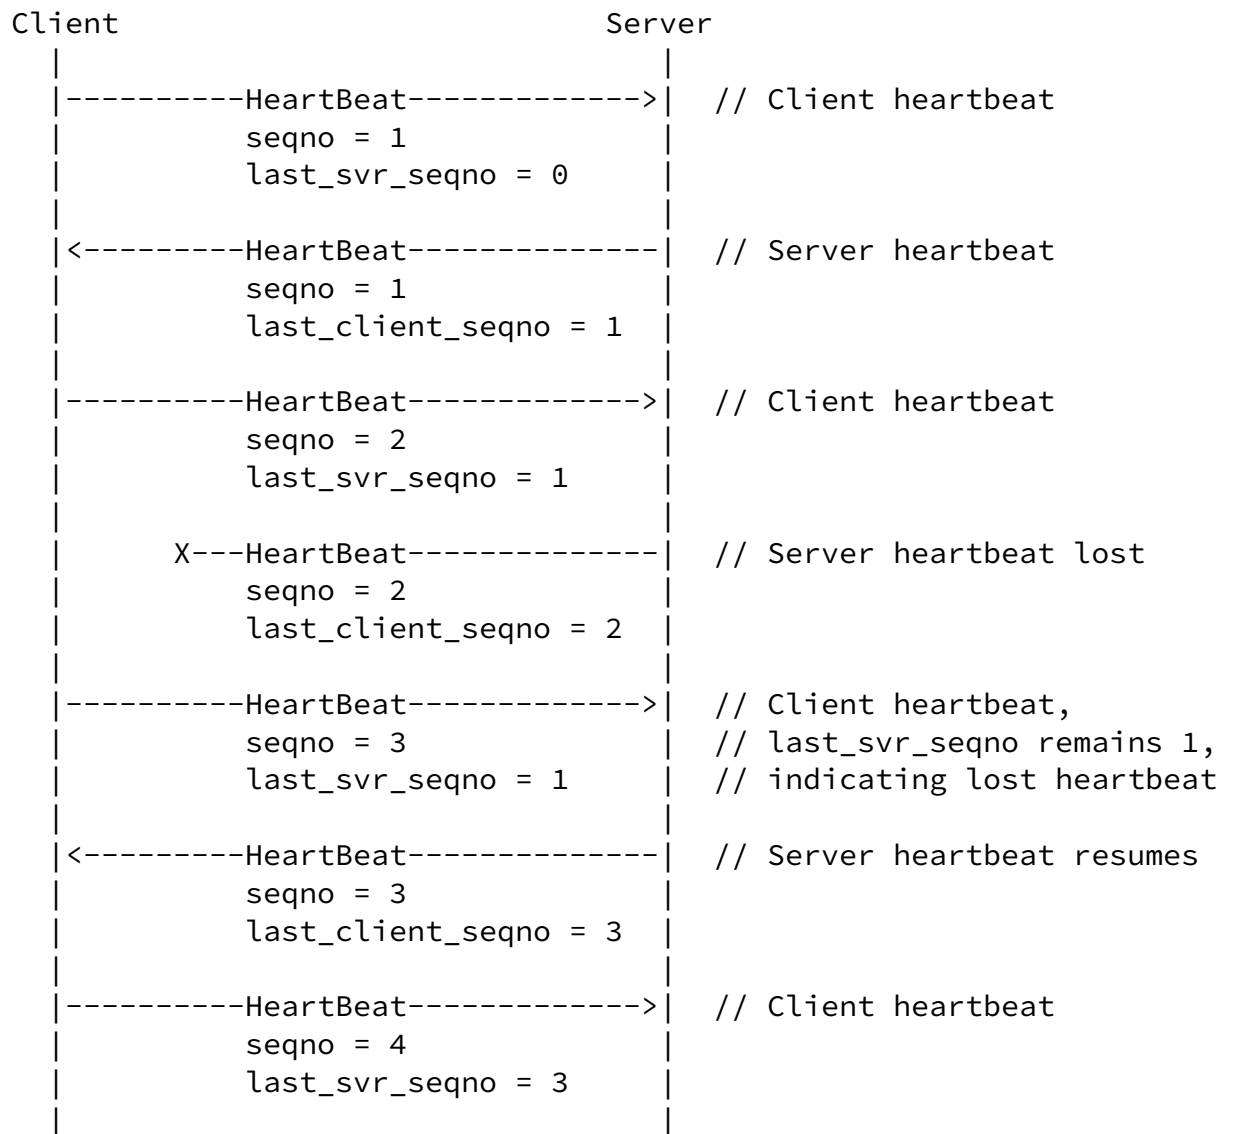 Client                           Server
  |                                  |
  |----------HeartBeat------------->|  // Client heartbeat
  |          seqno = 1               |
  |          last_svr_seqno = 0      |
  |                                  |
  |<---------HeartBeat--------------|  // Server heartbeat
  |          seqno = 1               |
  |          last_client_seqno = 1   |
  |                                  |
  |----------HeartBeat------------->|  // Client heartbeat
  |          seqno = 2               |
  |          last_svr_seqno = 1      |
  |                                  |
  |      X---HeartBeat--------------|  // Server heartbeat lost
  |          seqno = 2               |
  |          last_client_seqno = 2   |
  |                                  |
  |----------HeartBeat------------->|  // Client heartbeat,
  |          seqno = 3               |  // last_svr_seqno remains 1,
  |          last_svr_seqno = 1      |  // indicating lost heartbeat
  |                                  |
  |<---------HeartBeat--------------|  // Server heartbeat resumes
  |          seqno = 3               |
  |          last_client_seqno = 3   |
  |                                  |
  |----------HeartBeat------------->|  // Client heartbeat
  |          seqno = 4               |
  |          last_svr_seqno = 3      |
  |                                  |